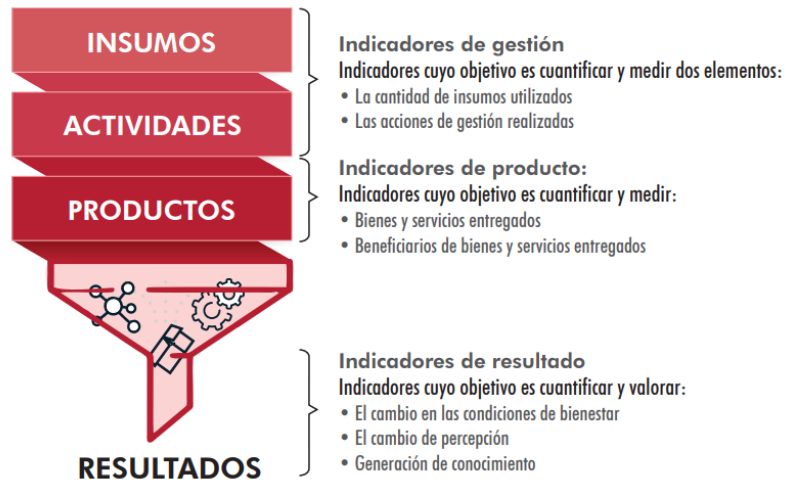 INSUMOS
ACTIVIDADES
PRODUCTOS
RESULTADOS
Indicadores de gestión
Indicadores cuyo objetivo es cuantificar y medir dos elementos:
• La cantidad de insumos utilizados
• Las acciones de gestión realizadas
Indicadores de producto:
Indicadores cuyo objetivo es cuantificar y medir:
• Bienes y servicios entregados
• Beneficiarios de bienes y servicios entregados
Indicadores de resultado
Indicadores cuyo objetivo es cuantificar y valorar:
• El cambio en las condiciones de bienestar
• El cambio de percepción
• Generación de conocimiento